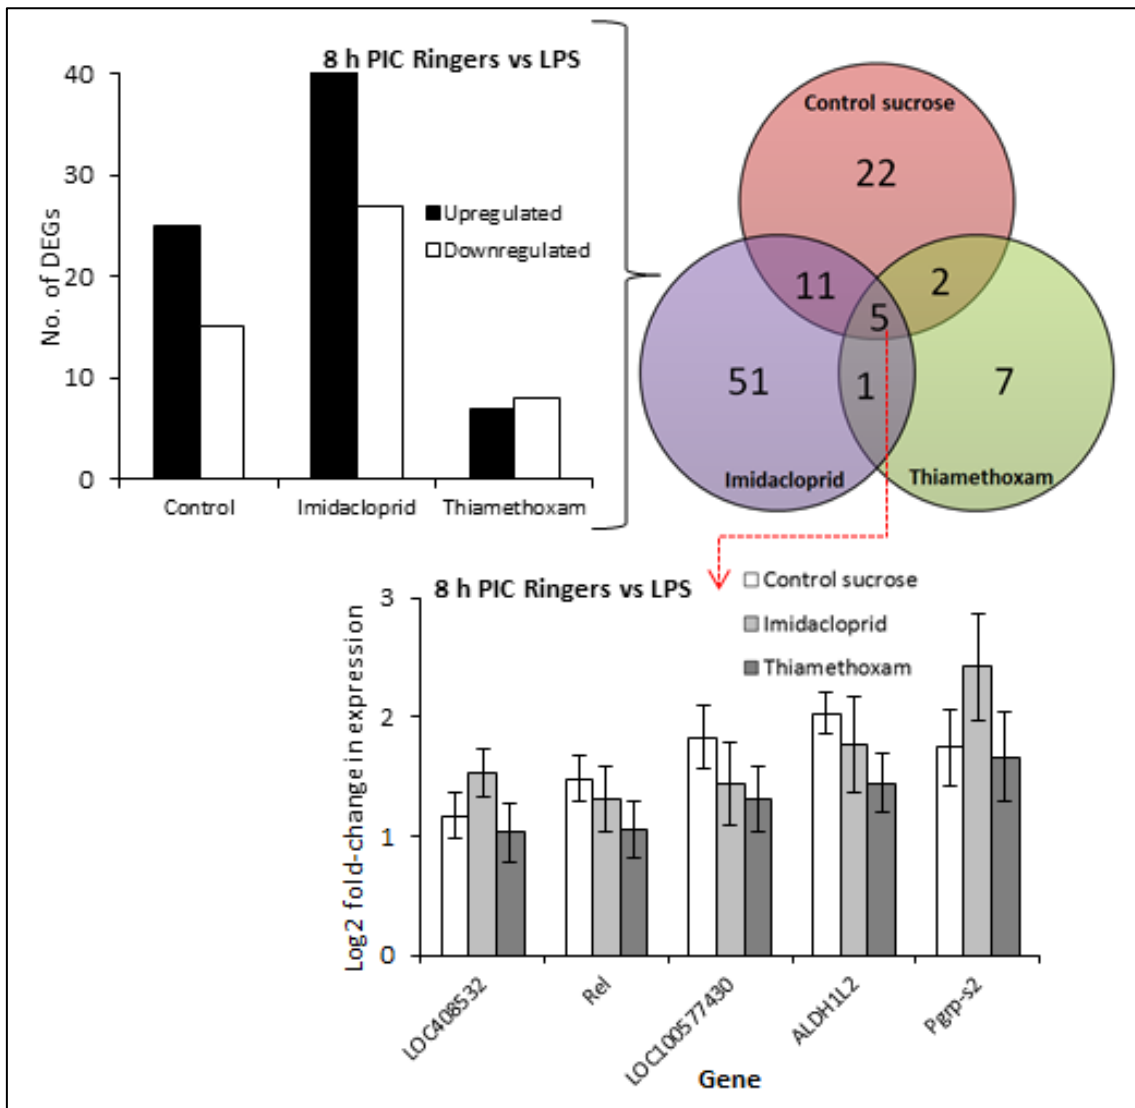 8 h PIC Ringers vs LPS
No. of DEGs
40
30
20
10
0
Upregulated
Downregulated
Control
Imidacloprid
Thiamethoxam
Control sucrose
22
11
2
5
51
1
7
Imidacloprid
Thiamethoxam
8 h PIC Ringers vs LPS
Control sucrose
Imidacloprid
Thiamethoxam
Log2 fold-change in expression
3
2
1
0
LOC408532
Rel
LOC100577430
ALDH1L2
Pgrp-s2
Gene